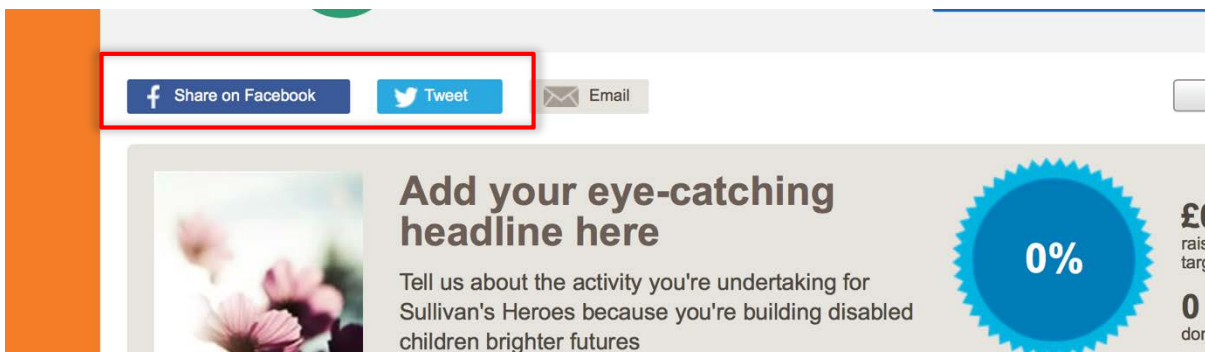 Share on Facebook
Tweet
Email
Add your eye-catching
headline here
Tell us about the activity you're undertaking for
Sullivan's Heroes because you're building disabled
children brighter futures
0%
0